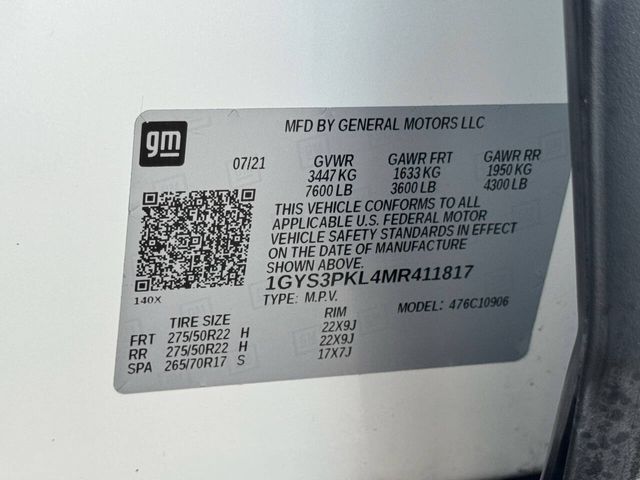 gm
MFD BY GENERAL MOTORS LLC
07/21 GVWR GAWR FRT GAWR RR
3447 KG 1633 KG 1950 KG
7600 LB 3600 LB 4300 LB
THIS VEHICLE CONFORMS TO ALL
APPLICABLE U.S. FEDERAL MOTOR
VEHICLE SAFETY STANDARDS IN EFFECT
ON THE DATE OF MANUFACTURE
SHOWN ABOVE.
1GYS3PKL4MR411817
140X
TYPE: M.P.V. MODEL: 476C10906
TIRE SIZE RIM
FRT 275/50R22 H 22X9J
RR 275/50R22 H 22X9J
SPA 265/70R17 S 17X7J